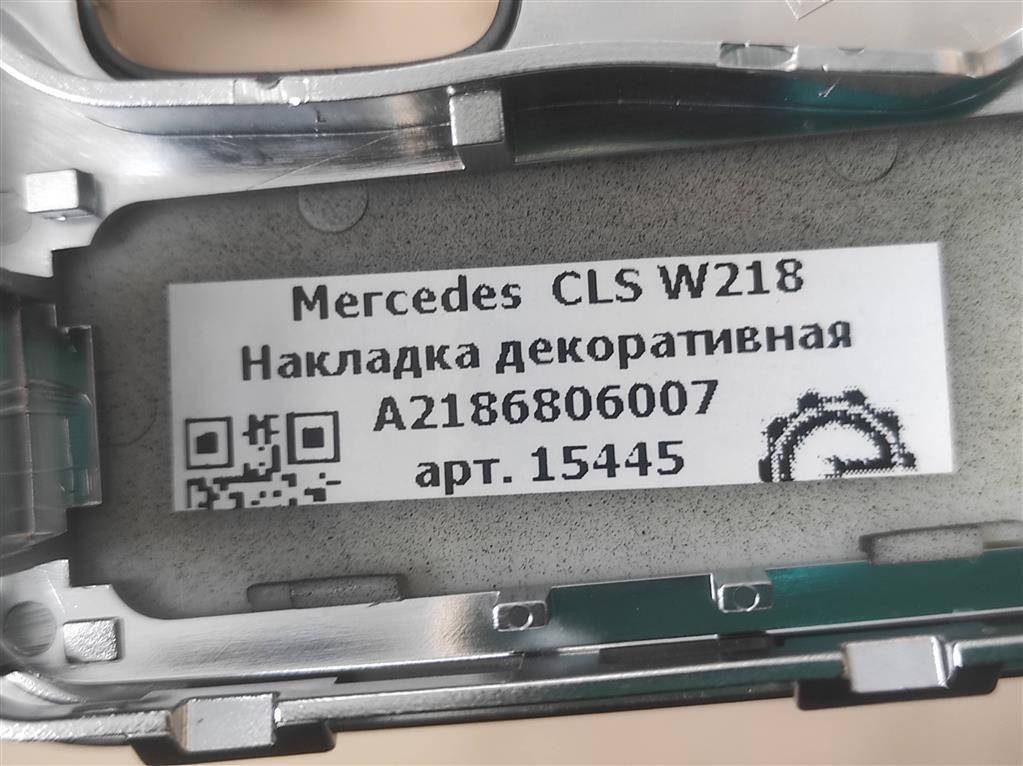 Mercedes CLS W218
Накладка декоративная
A2186806007
арт. 15445